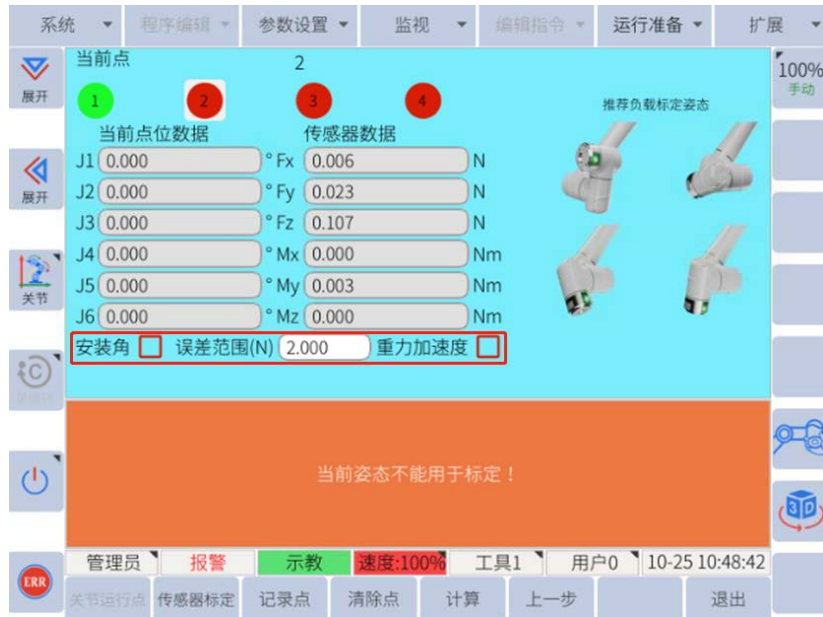 系统 程序编辑 参数设置 监视 编辑指令 运行准备 扩展
当前点 2
展开
100%
手动
1 2 3 4
推荐负载标定姿态
当前点位数据 传感器数据
J1 0.000 ° Fx 0.006 N
展开
J2 0.000 ° Fy 0.023 N
J3 0.000 ° Fz 0.107 N
J4 0.000 ° Mx 0.000 Nm
关节
J5 0.000 ° My 0.003 Nm
J6 0.000 ° Mz 0.000 Nm
安装角 误差范围(N) 2.000 重力加速度
C
当前姿态不能用于标定！
3D
管理员 报警 示教 速度:100% 工具1 用户0 10-25 10:48:42
ERR
关节运行点 传感器标定 记录点 清除点 计算 上一步 退出